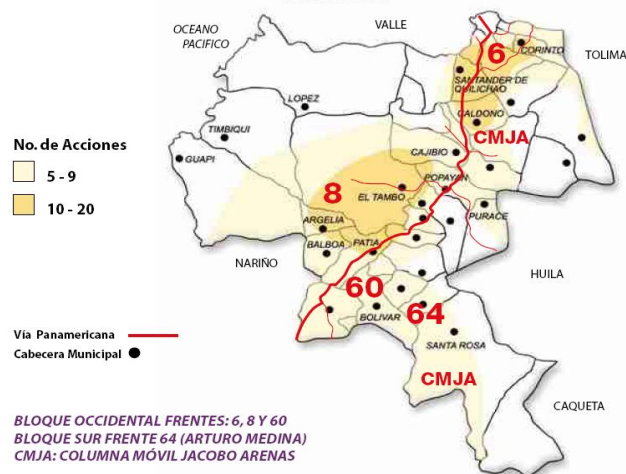 OCEANO
PACIFICO
VALLE
TOLIMA
6
CORINTO
SANTANDER DE
QUILICHAO
LOPEZ
CALDONO
CMJA
TIMBIQUI
GUAPI
CAJIBIO
No. de Acciones
5 - 9
10 - 20
8
EL TAMBO
POPAYAN
ARGELIA
PURACE
BALBOA
PATIA
NARIÑO
HUILA
60
64
BOLIVAR
SANTA ROSA
CMJA
CAQUETA
Vía Panamericana
Cabecera Municipal
BLOQUE OCCIDENTAL FRENTES: 6, 8 Y 60
BLOQUE SUR FRENTE 64 (ARTURO MEDINA)
CMJA: COLUMNA MÓVIL JACOBO ARENAS